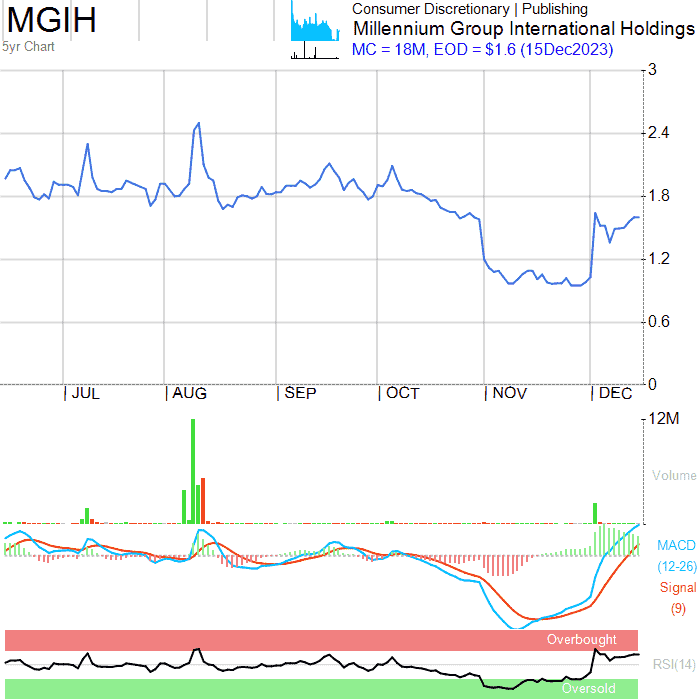 MGIH
5yr Chart
Consumer Discretionary | Publishing
Millennium Group International Holdings
MC = 18M, EOD = $1.6 (15Dec2023)
3
2.4
1.8
1.2
0.6
0
| JUL | AUG | SEP | OCT | NOV | DEC
12M
Volume
MACD
(12-26)
Signal
(9)
Overbought
RSI(14)
Oversold